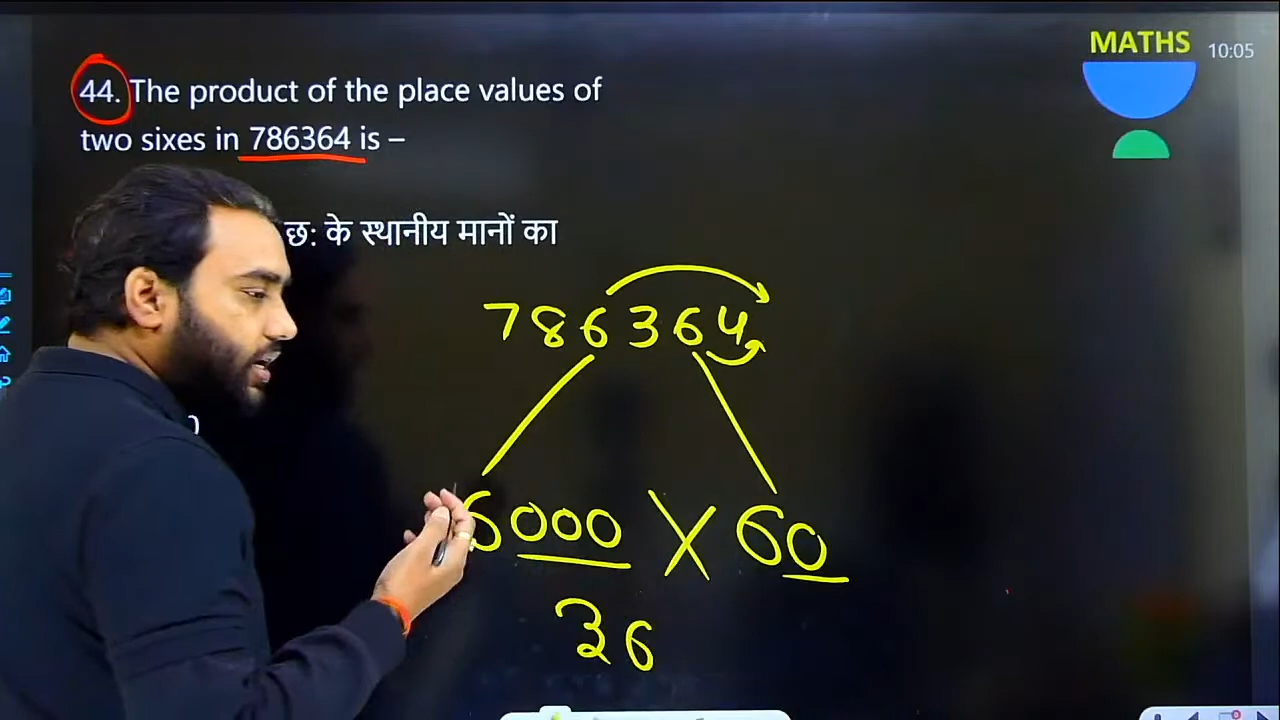 MATHS 10:05
44. The product of the place values of
two sixes in 786364 is –
छ: के स्थानीय मानों का
786364
6000 X 60
36